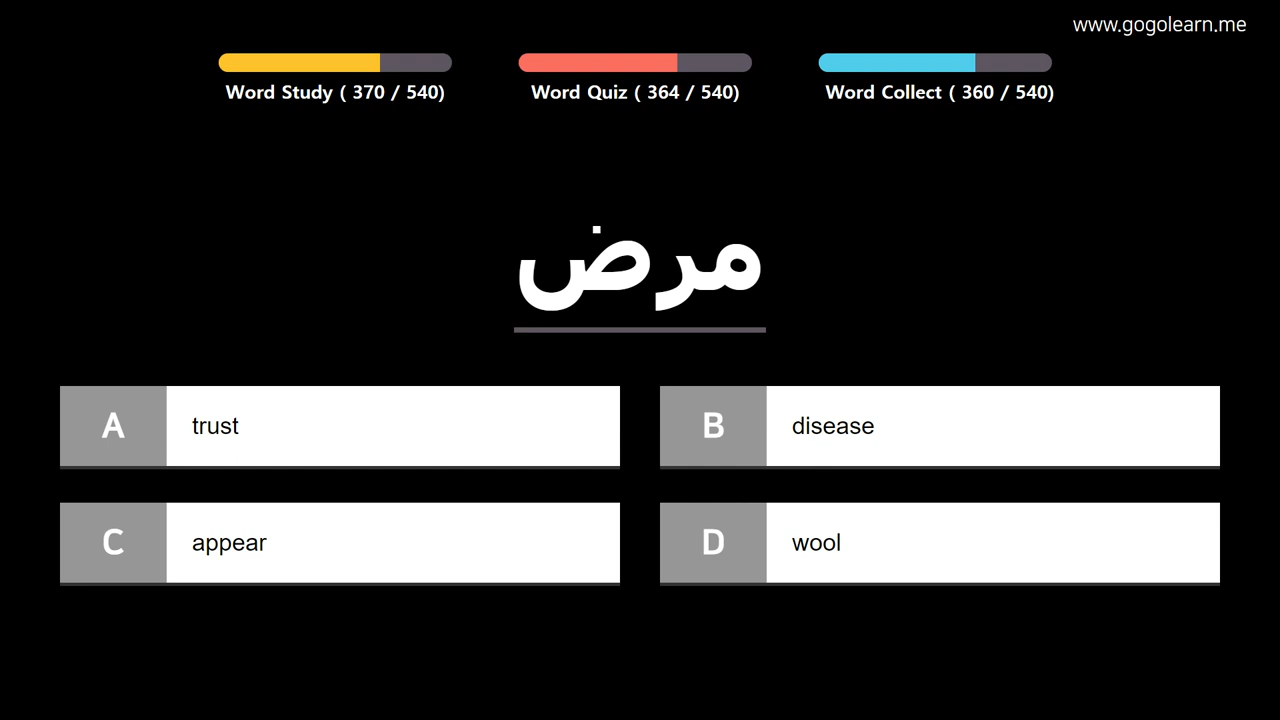 www.gogolearn.me
Word Study ( 370 / 540)
Word Quiz ( 364 / 540)
Word Collect ( 360 / 540)
مرض
A trust
B disease
C appear
D wool